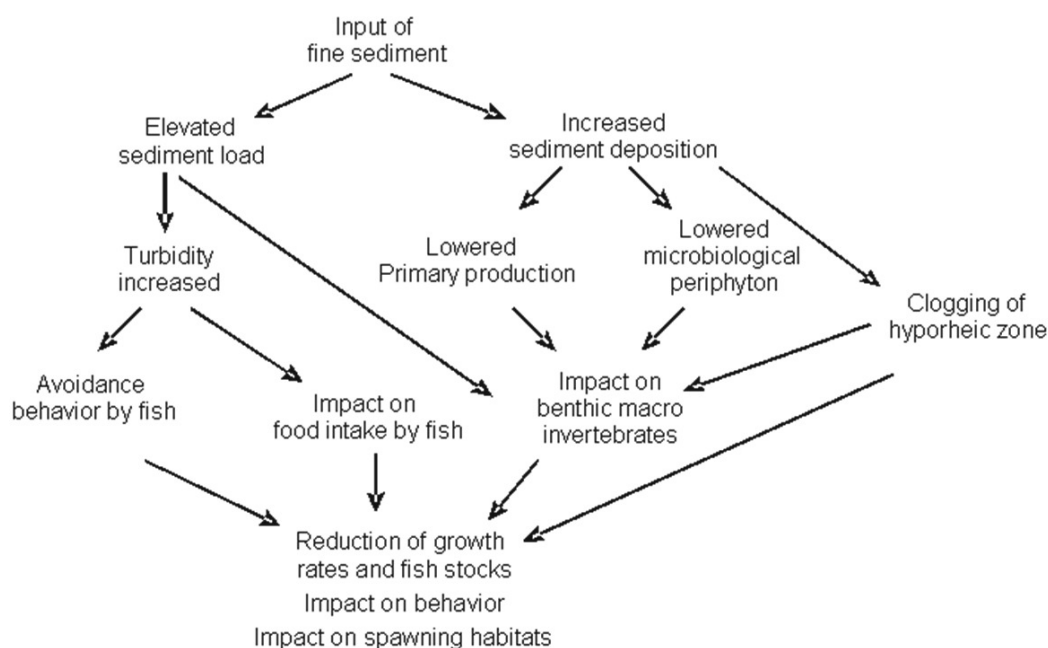 Input of
fine sediment
Elevated
sediment load
Increased
sediment deposition
Turbidity
increased
Lowered
Primary production
Lowered
microbiological
periphyton
Clogging of
hyporheic zone
Avoidance
behavior by fish
Impact on
food intake by fish
Impact on
benthic macro
invertebrates
Reduction of growth
rates and fish stocks
Impact on behavior
Impact on spawning habitats